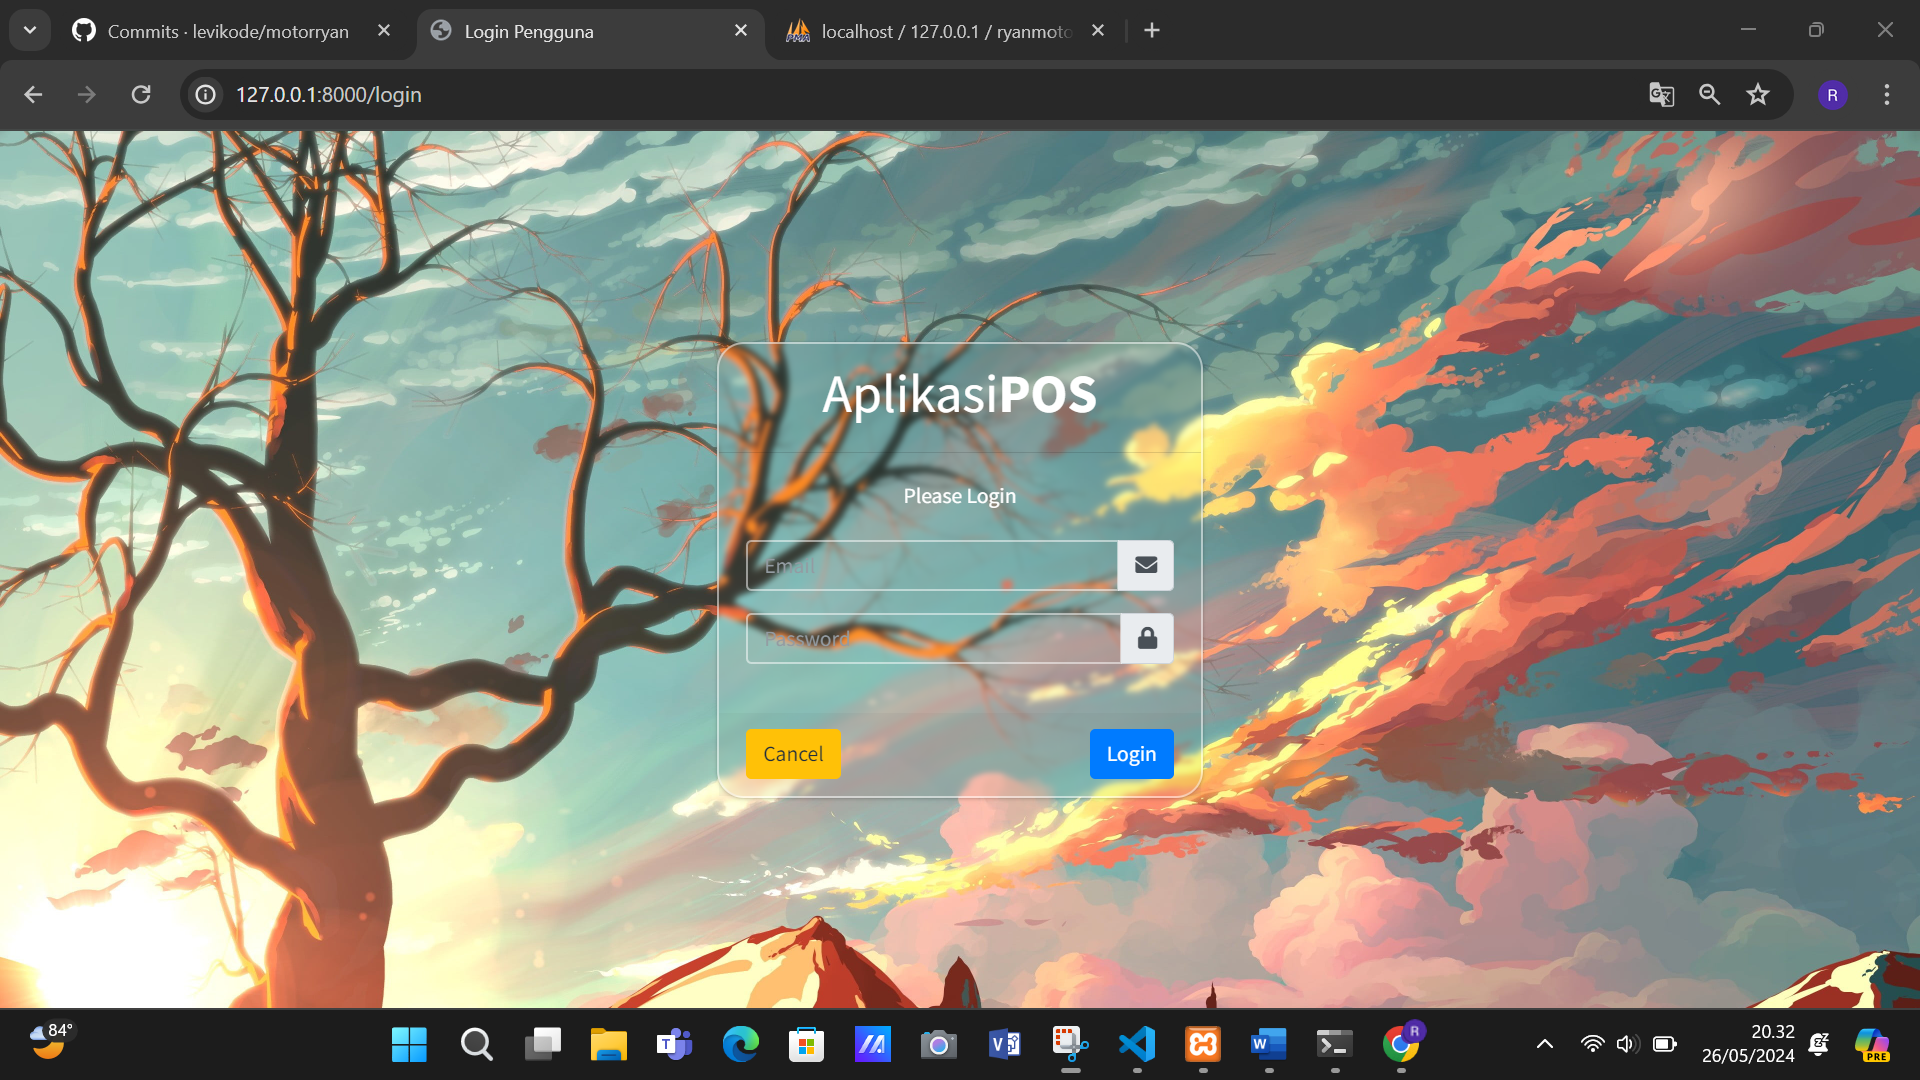 Commits · levikode/motorryan
Login Pengguna
localhost / 127.0.0.1 / ryanmoto
127.0.0.1:8000/login
R
AplikasiPOS
Please Login
Email
Password
Cancel
Login
84°
20.32
26/05/2024
PRE